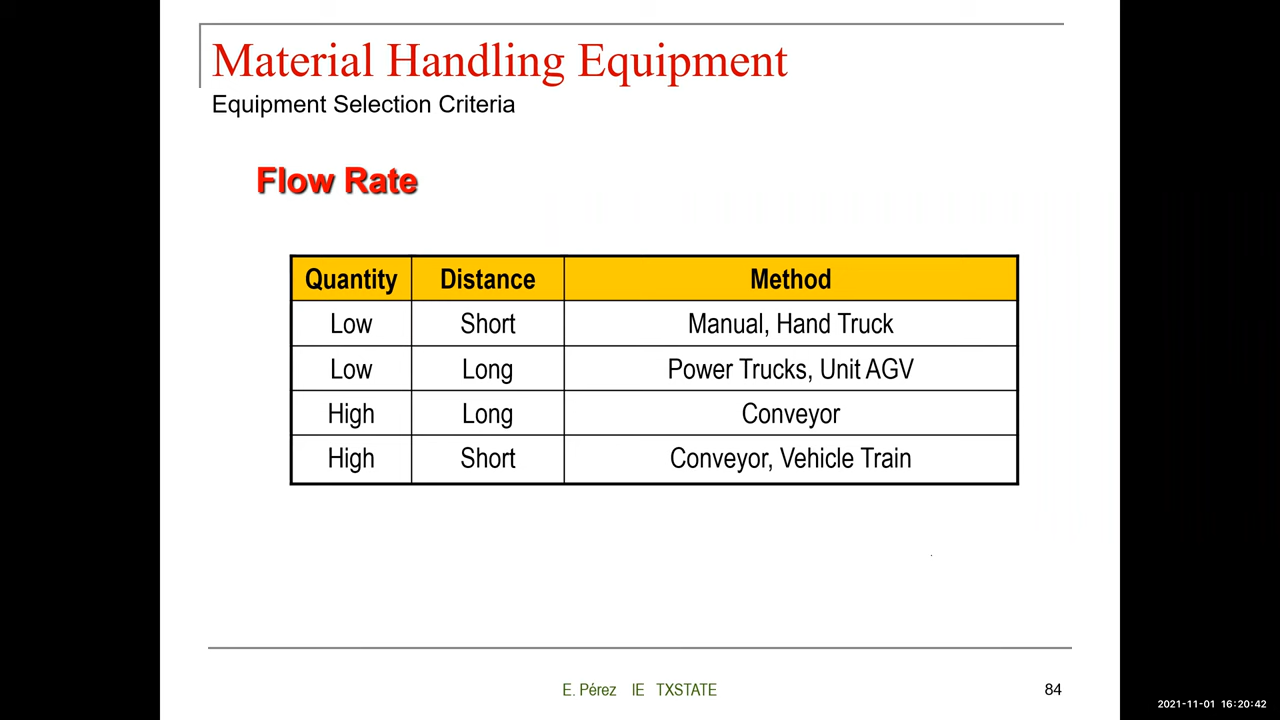 Material Handling Equipment
Equipment Selection Criteria
Flow Rate
Quantity Distance Method
Low Short Manual, Hand Truck
Low Long Power Trucks, Unit AGV
High Long Conveyor
High Short Conveyor, Vehicle Train
E. Pérez IE TXSTATE 84
2021-11-01 16:20:42